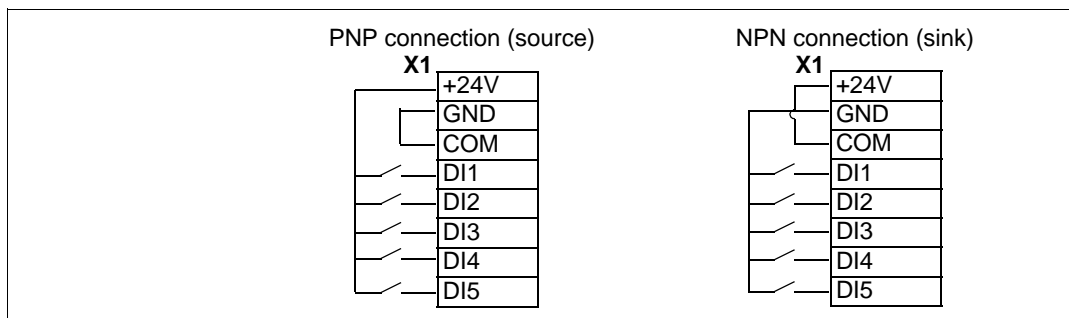 PNP connection (source)
X1
+24V
GND
COM
DI1
DI2
DI3
DI4
DI5
NPN connection (sink)
X1
+24V
GND
COM
DI1
DI2
DI3
DI4
DI5